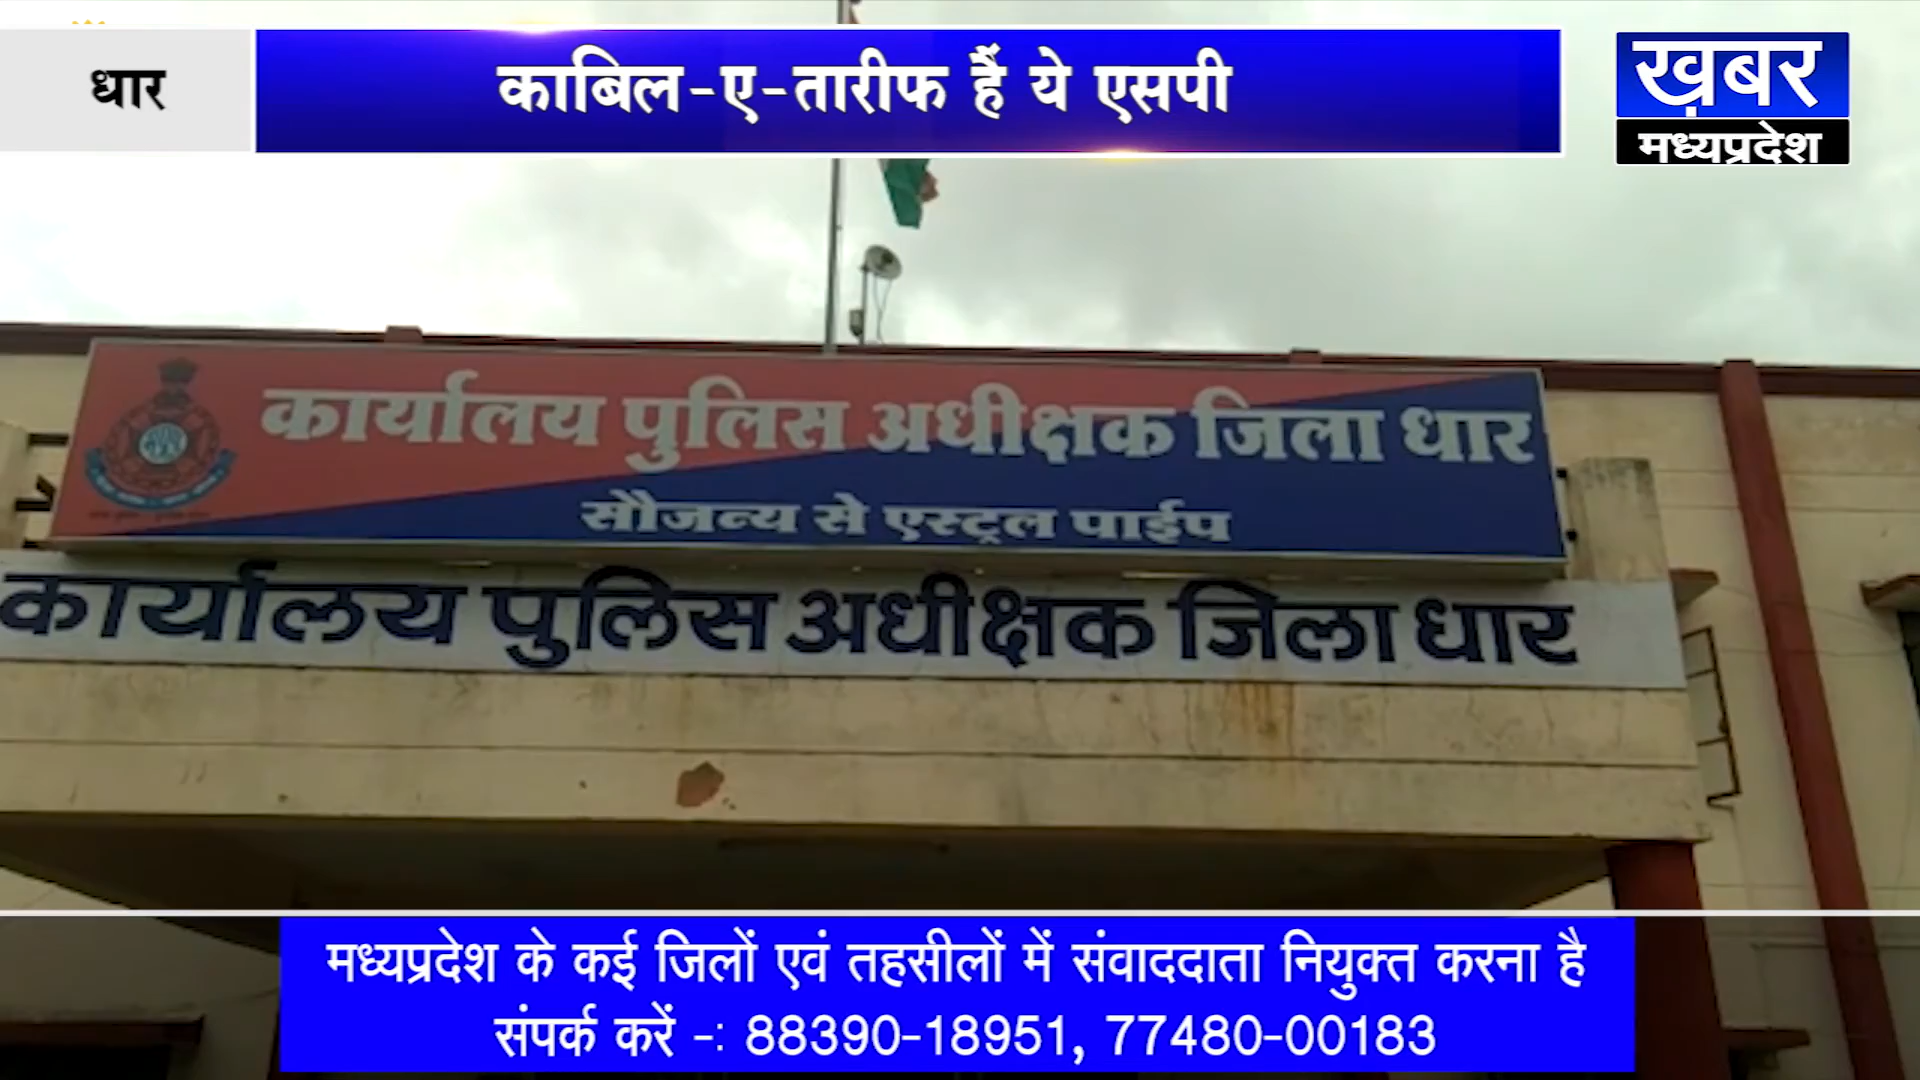 धार
काबिल-ए-तारीफ हैं ये एसपी
ख़बर
मध्यप्रदेश
कार्यालय पुलिस अधीक्षक जिला धार
सौजन्य से एस्ट्रल पाईप
कार्यालय पुलिस अधीक्षक जिला धार
मध्यप्रदेश के कई जिलों एवं तहसीलों में संवाददाता नियुक्त करना है
संपर्क करें -: 88390-18951, 77480-00183